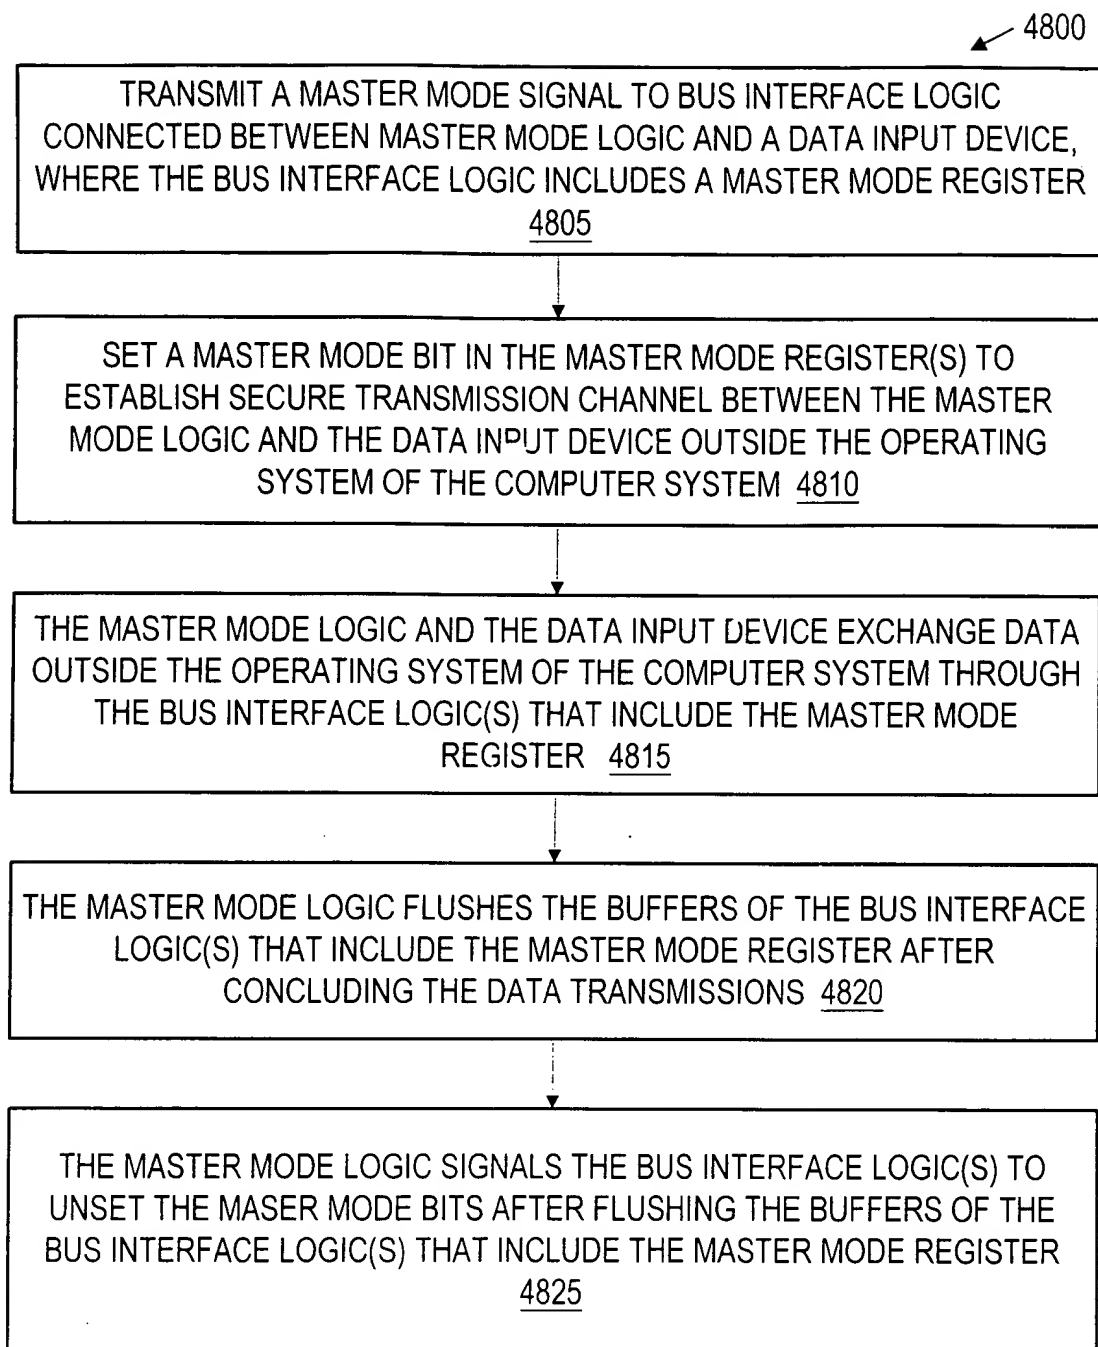 4800
TRANSMIT A MASTER MODE SIGNAL TO BUS INTERFACE LOGIC
CONNECTED BETWEEN MASTER MODE LOGIC AND A DATA INPUT DEVICE,
WHERE THE BUS INTERFACE LOGIC INCLUDES A MASTER MODE REGISTER
4805
SET A MASTER MODE BIT IN THE MASTER MODE REGISTER(S) TO
ESTABLISH SECURE TRANSMISSION CHANNEL BETWEEN THE MASTER
MODE LOGIC AND THE DATA INPUT DEVICE OUTSIDE THE OPERATING
SYSTEM OF THE COMPUTER SYSTEM 4810
THE MASTER MODE LOGIC AND THE DATA INPUT DEVICE EXCHANGE DATA
OUTSIDE THE OPERATING SYSTEM OF THE COMPUTER SYSTEM THROUGH
THE BUS INTERFACE LOGIC(S) THAT INCLUDE THE MASTER MODE
REGISTER 4815
THE MASTER MODE LOGIC FLUSHES THE BUFFERS OF THE BUS INTERFACE
LOGIC(S) THAT INCLUDE THE MASTER MODE REGISTER AFTER
CONCLUDING THE DATA TRANSMISSIONS 4820
THE MASTER MODE LOGIC SIGNALS THE BUS INTERFACE LOGIC(S) TO
UNSET THE MASER MODE BITS AFTER FLUSHING THE BUFFERS OF THE
BUS INTERFACE LOGIC(S) THAT INCLUDE THE MASTER MODE REGISTER
4825